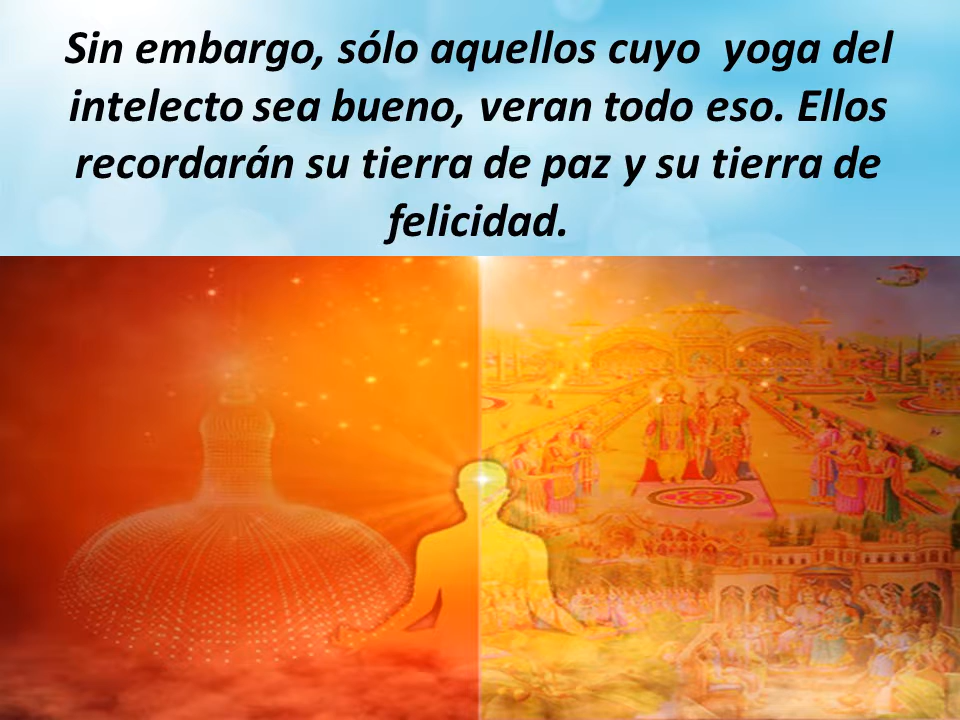 Sin embargo, sólo aquellos cuyo  yoga del
intelecto sea bueno, veran todo eso. Ellos
recordarán su tierra de paz y su tierra de
felicidad.